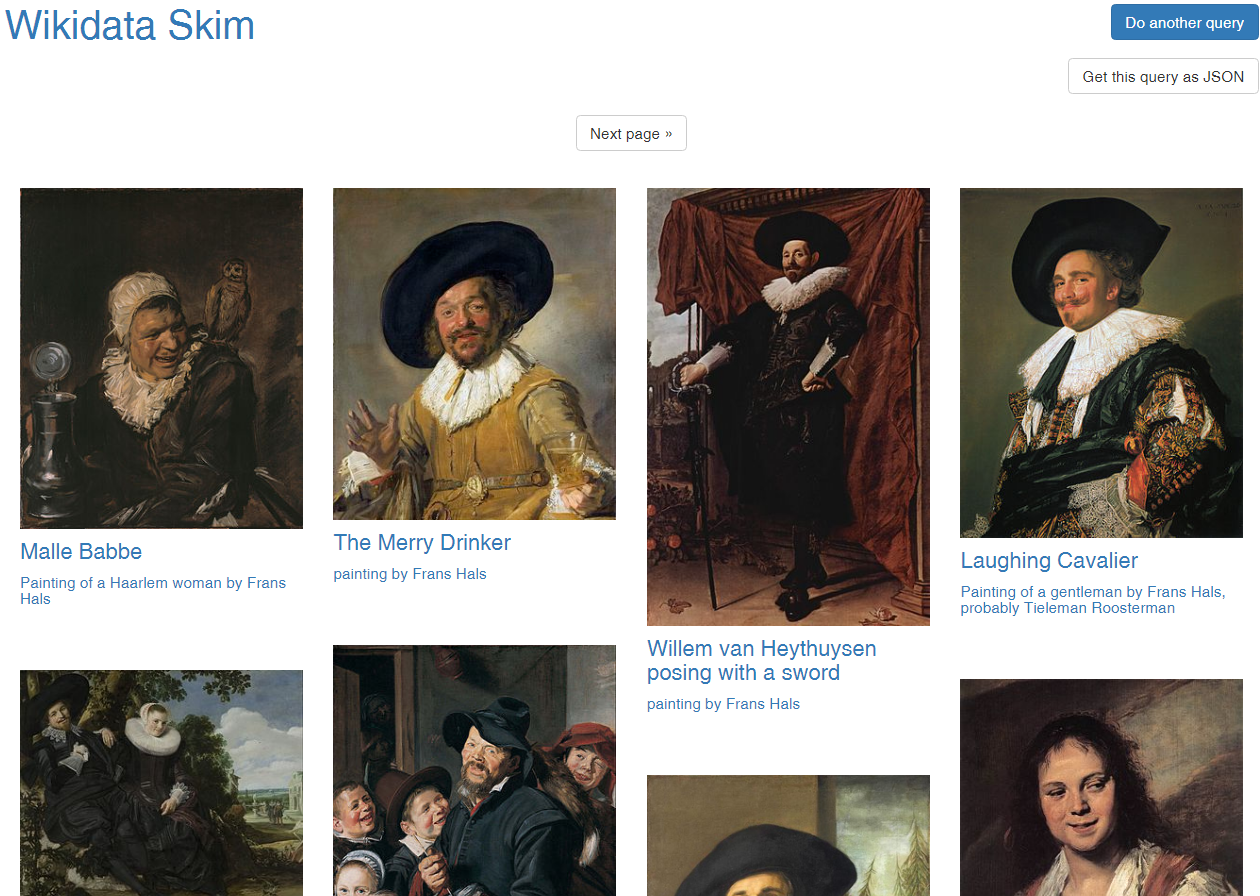 Wikidata Skim
Do another query
Get this query as JSON
Next page »
Malle Babbe
Painting of a Haarlem woman by Frans
Hals
The Merry Drinker
painting by Frans Hals
Willem van Heythuysen
posing with a sword
painting by Frans Hals
Laughing Cavalier
Painting of a gentleman by Frans Hals,
probably Tieleman Roosterman